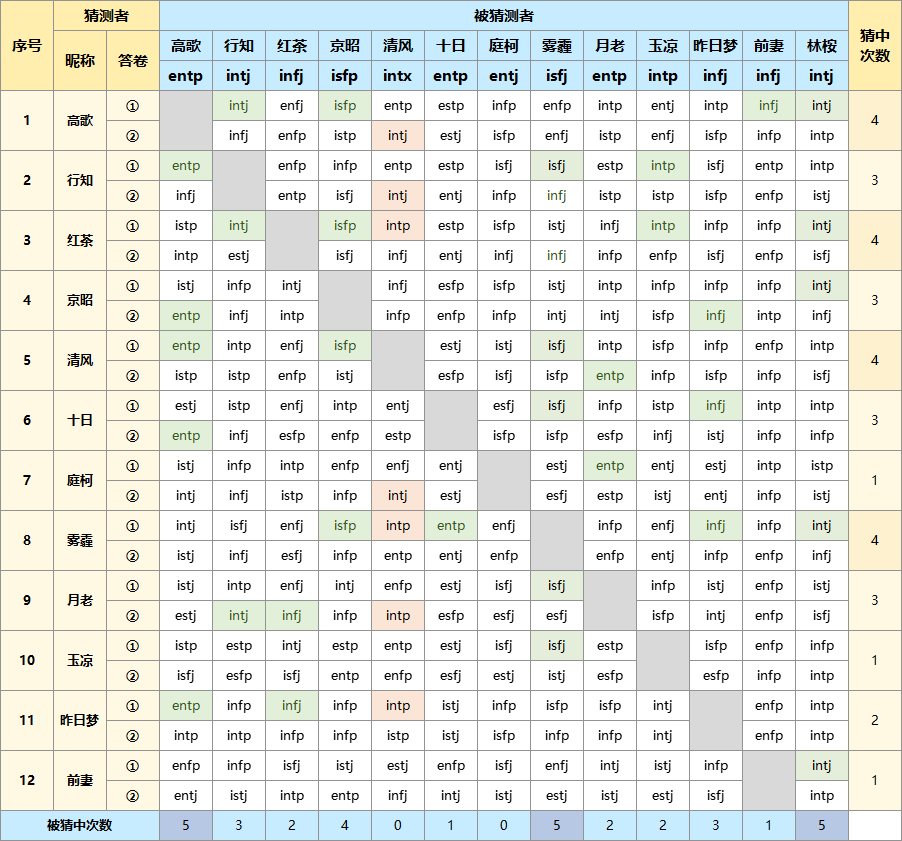 序号 猜测者 被猜测者 猜中次数
昵称 答卷 高歌 行知 红茶 京昭 清风 十日 庭柯 雾霾 月老 玉凉 昨日梦 前妻 林桉
entp intj infj isfp intx entp entj isfj entp intp infj infj intj
1 高歌 ① intj enfj isfp entp estp infp enfp intp entj intp infj intj 4
② infj enfp istp intj estj isfp enfj istp enfj isfp infp intp
2 行知 ① entp enfp infp entp estp isfj isfj estp intp isfj entp intp 3
② infj entp isfj intj entj infp infj istp istp isfp enfp istj
3 红茶 ① istp intj isfp intp estp isfp istj infj intp infp infp intj 4
② intp estj isfj infj entj infj infj infp enfp isfj enfp isfj
4 京昭 ① istj infp intj infj esfp infp istj intp infp infp infp intj 3
② entp infj intp infp enfp infp intj intj isfp infj intp infj
5 清风 ① entp intp enfj isfp estj istj isfj intp isfp infp enfp intp 4
② istp istp enfp istj esfp isfj isfp entp infp isfp infp isfj
6 十日 ① estj istp enfj intp entj esfj isfj infp istp infj intp intp 3
② entp infj esfp enfp estp isfp isfp esfp infj istj infp infp
7 庭柯 ① istj infp intp enfp enfj entj estj entp entj estj intp istp 1
② intj infj istp infp intj estj esfj estp istj entj infp istj
8 雾霾 ① intj isfj enfj isfp intp entp enfj infp enfj infj infp intj 4
② istj infj esfj infp entp entj enfp enfp entj infp enfp infj
9 月老 ① istj intp enfj intj enfp estj isfj isfj infp istj enfp istj 3
② estj intj infj infp intp esfp esfj esfj isfp intj enfp isfj
10 玉凉 ① istp estp intj estp entp estj isfj isfj estp isfp enfp infp 1
② isfj esfp isfj enfp enfp esfj estj istj esfp esfp infp intp
11 昨日梦 ① entp infp infj infp intp istj infp isfp isfp intj enfp intp 2
② intp intp infp infp istp istj isfp infp infp intj enfp intp
12 前妻 ① enfp infp isfj istj estj enfp isfj enfj intj istj infp intj 1
② entj istj intp entp infj intj istj estj istj estj isfj intp
被猜中次数 5 3 2 4 0 1 0 5 2 2 3 1 5